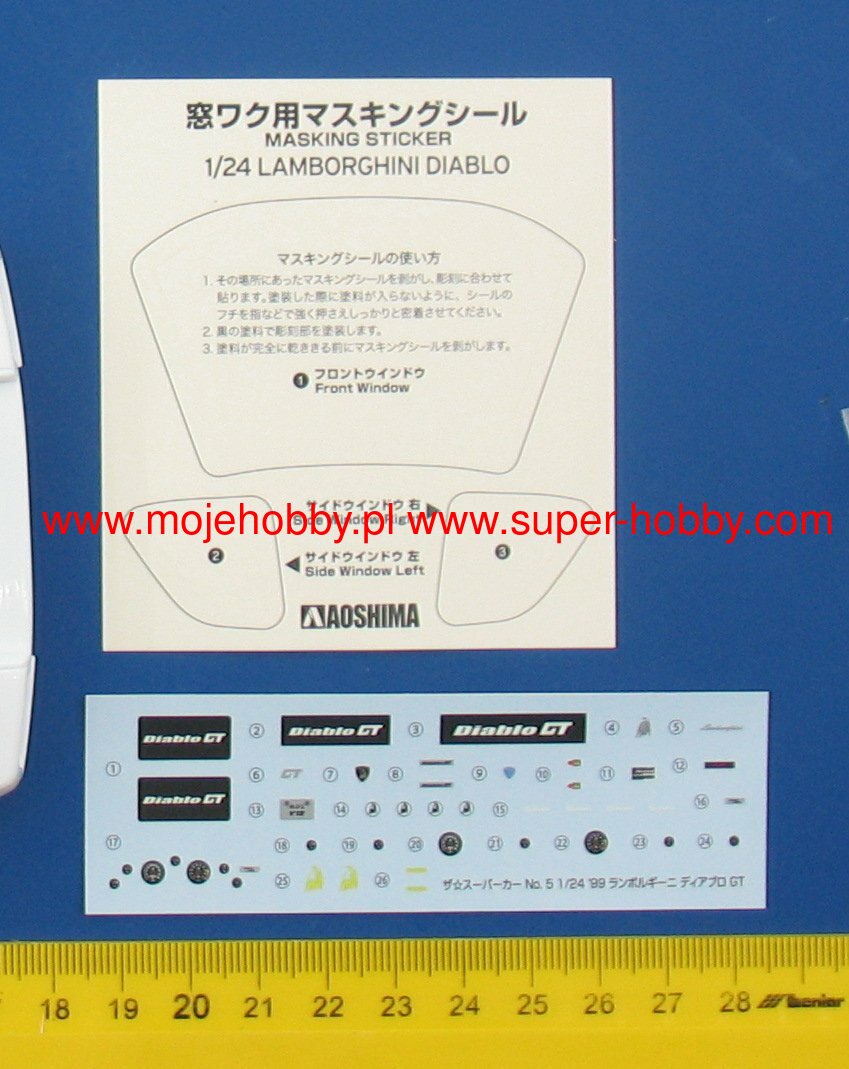 窓ワク用マスキングシール
MASKING STICKER
1/24 LAMBORGHINI DIABLO
マスキングシールの使い方
1. その場所にあったマスキングシールを剥がし、彫刻に合わせて
貼ります。塗装した際に塗料が入らないように、シールの
フチを指などで強く押さえしっかりと密着させてください。
2. 黒の塗料で彫刻部を塗装します。
3. 塗料が完全に乾ききる前にマスキングシールを剥がします。
❶ フロントウインドウ
Front Window
サイドウインドウ 右
Side Window Right
www.mojehobby.pl www.super-hobby.com
❷
❸
サイドウインドウ 左
Side Window Left
AOSHIMA
① Diablo GT
② Diablo GT
③ Diablo GT
④ ⑤
Diablo GT
⑥ GT ⑦ ⑧ ⑨ ⑩ ⑪ ⑫
⑬ ⑭ ⑮ ⑯
⑰ ⑱ ⑲ ⑳ ㉑ ㉒ ㉓ ㉔
㉕ ㉖
ザ☆スーパーカー No. 5 1/24 '99 ランボルギーニ ディアブロ GT
18 19 20 21 22 23 24 25 26 27 28